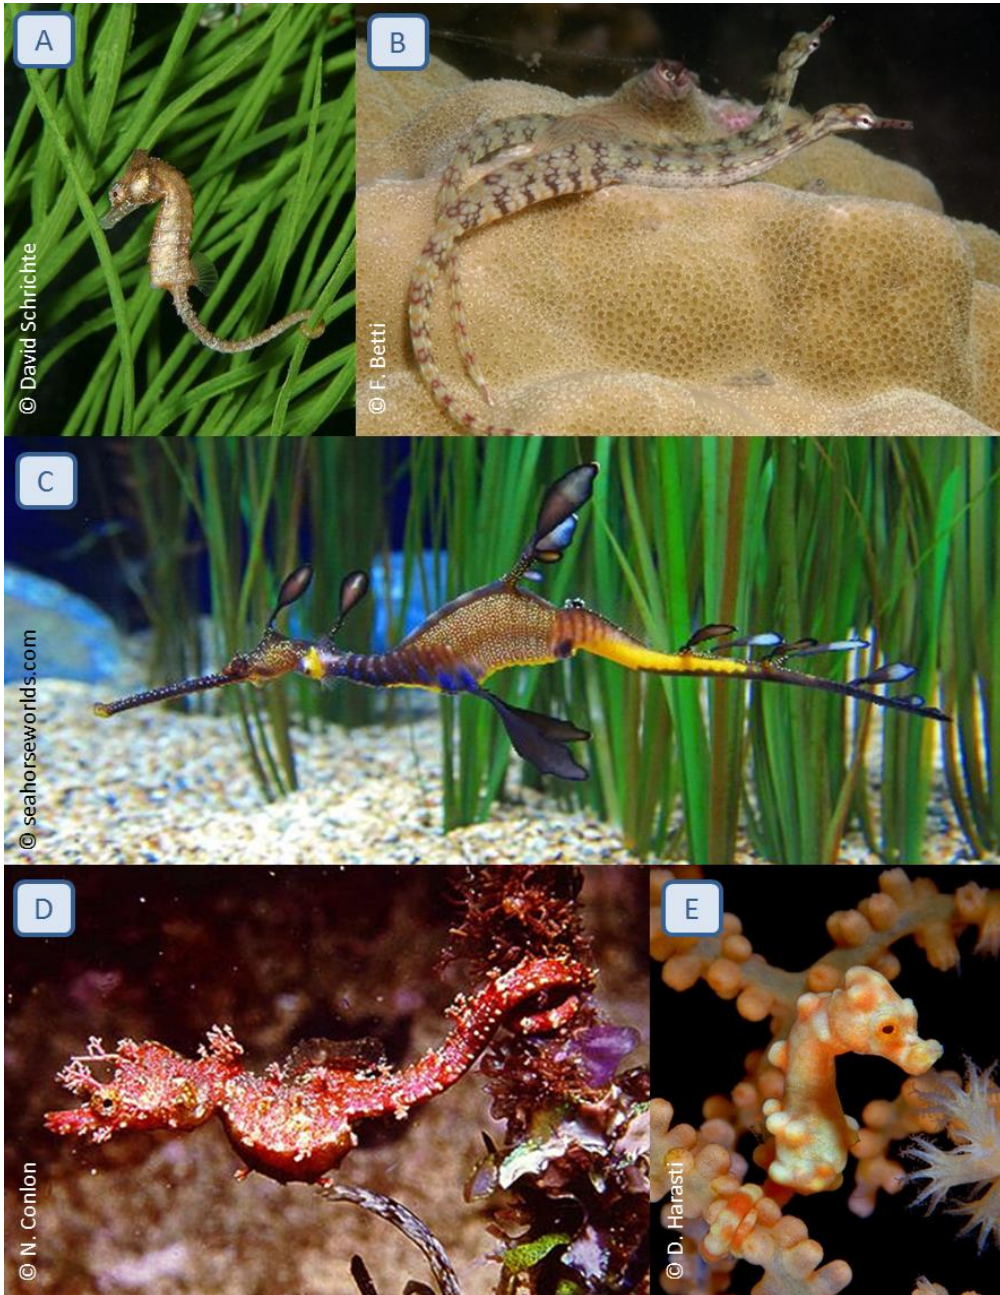 A
© David Schrichte
B
© F. Betti
C
© seahorseworlds.com
D
© N. Conlon
E
© D. Harasti